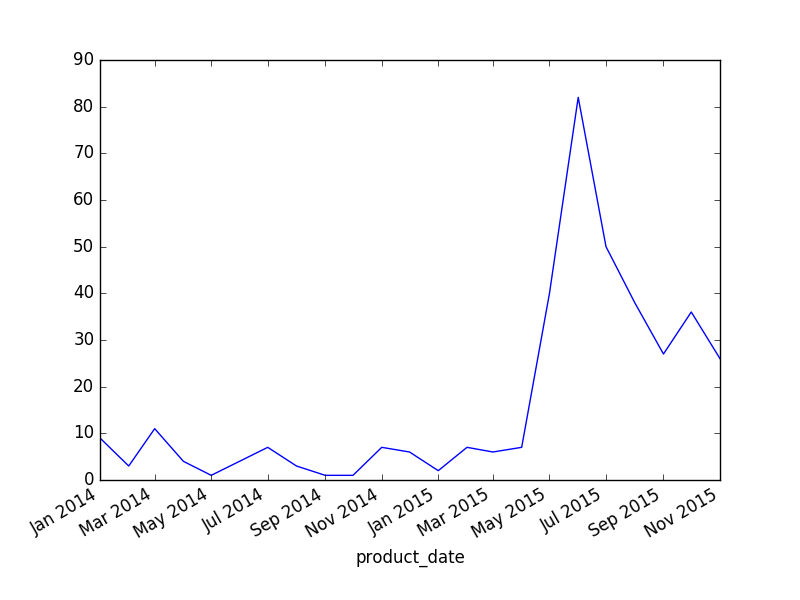 90
80
70
60
50
40
30
20
10
0
Jan 2014
Mar 2014
May 2014
Jul 2014
Sep 2014
Nov 2014
Jan 2015
Mar 2015
May 2015
Jul 2015
Sep 2015
Nov 2015
product_date